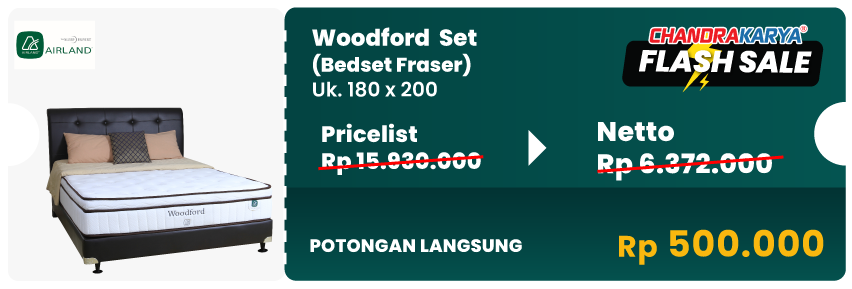 AIRLAND
Woodford Set
(Bedset Fraser)
Uk. 180 x 200
CHANDRAKARYA®
FLASH SALE
Pricelist
Rp 15.930.000
Netto
Rp 6.372.000
Woodford
POTONGAN LANGSUNG
Rp 500.000